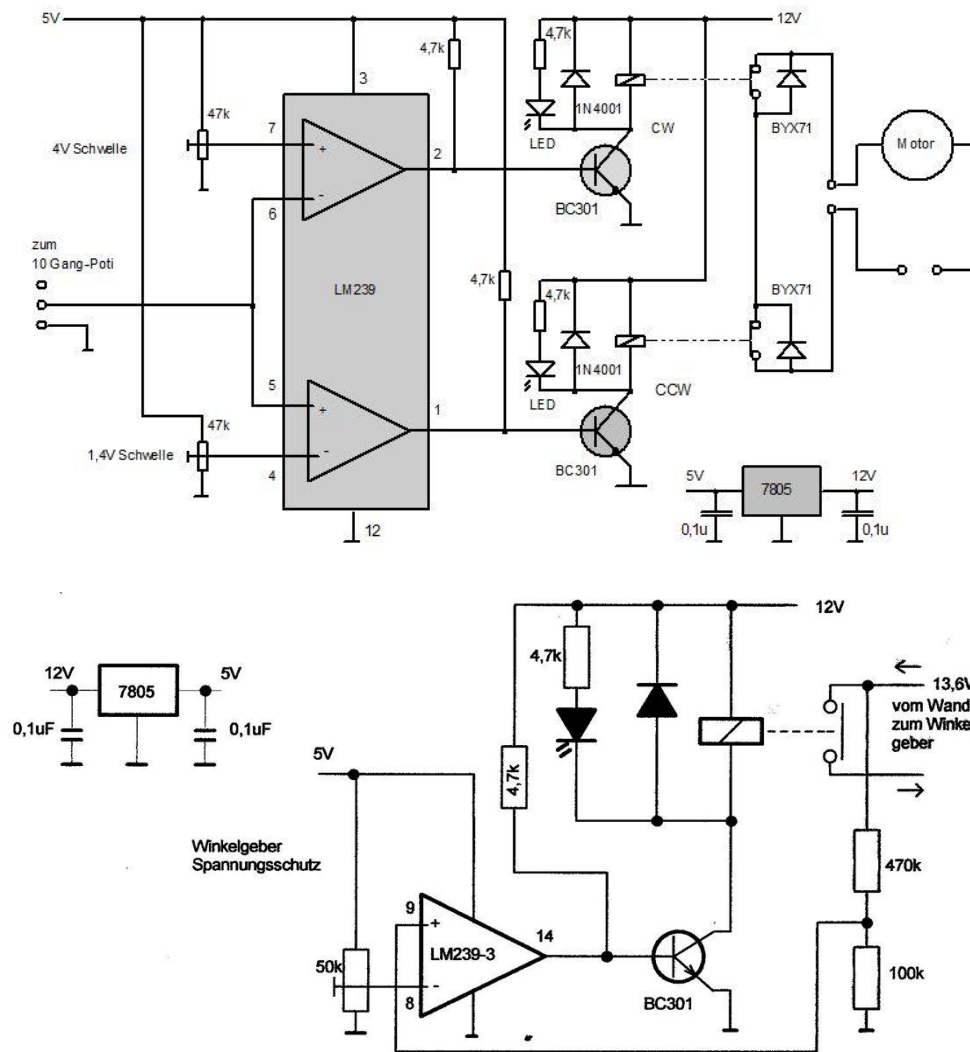 5V
12V
4,7k
4,7k
3
1N4001
47k
7
+
2
LED
CW
BYX71
Motor
4V Schwelle
-
6
BC301
zum
10 Gang-Poti
LM239
4,7k
4,7k
BYX71
1N4001
5
LED
CCW
47k
+
1
1,4V Schwelle
-
4
BC301
5V
7805
12V
12
0,1u
0,1u
12V
4,7k
12V
5V
7805
13,6V
vom Wand
zum Winke
geber
0,1uF
0,1uF
5V
4,7k
Winkelgeber
Spannungsschutz
470k
9
+
14
LM239-3
50k
-
8
100k
BC301